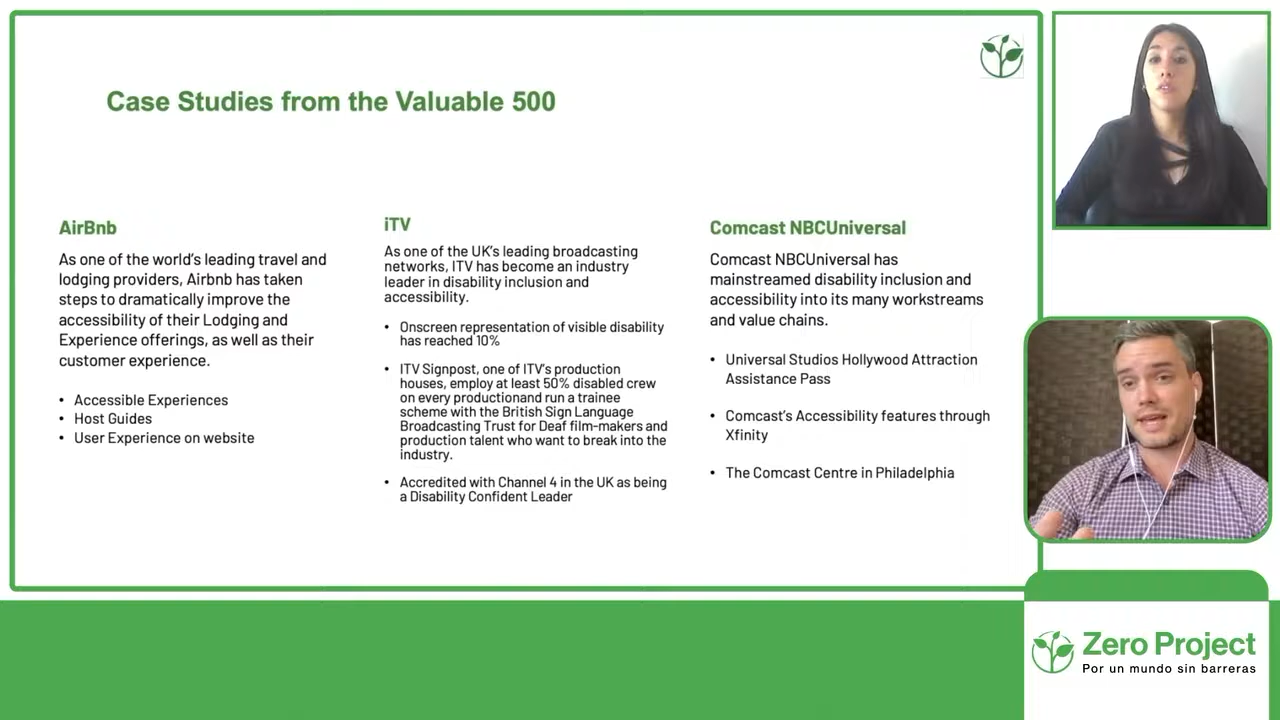 Case Studies from the Valuable 500
AirBnb
As one of the world's leading travel and
lodging providers, Airbnb has taken
steps to dramatically improve the
accessibility of their Lodging and
Experience offerings, as well as their
customer experience.
• Accessible Experiences
• Host Guides
• User Experience on website
iTV
As one of the UK's leading broadcasting
networks, ITV has become an industry
leader in disability inclusion and
accessibility.
• Onscreen representation of visible disability
has reached 10%
• ITV Signpost, one of ITV's production
houses, employ at least 50% disabled crew
on every productionand run a trainee
scheme with the British Sign Language
Broadcasting Trust for Deaf film-makers and
production talent who want to break into the
industry.
• Accredited with Channel 4 in the UK as being
a Disability Confident Leader
Comcast NBCUniversal
Comcast NBCUniversal has
mainstreamed disability inclusion and
accessibility into its many workstreams
and value chains.
• Universal Studios Hollywood Attraction
Assistance Pass
• Comcast's Accessibility features through
Xfinity
• The Comcast Centre in Philadelphia
Zero Project
Por un mundo sin barreras